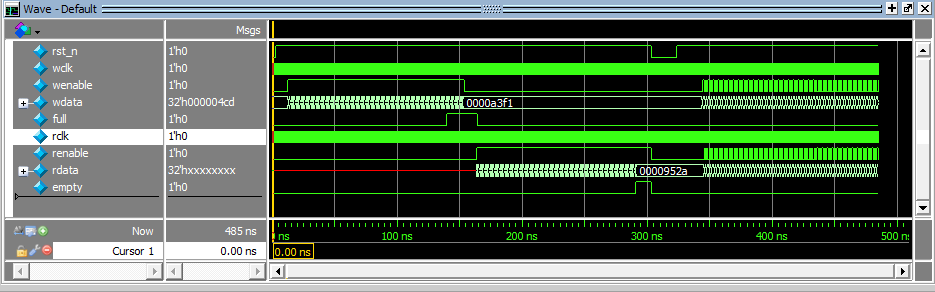 Wave - Default
Msgs
rst_n 1'h0
wclk 1'h0
wenable 1'h0
wdata 32'h000004cd 0000a3f1
full 1'h0
rclk 1'h0
renable 1'h0
rdata 32'hxxxxxxxx 0000952a
empty 1'h0
Now 485 ns ns 100 ns 200 ns 300 ns 400 ns 500 n
Cursor 1 0.00 ns 0.00 ns